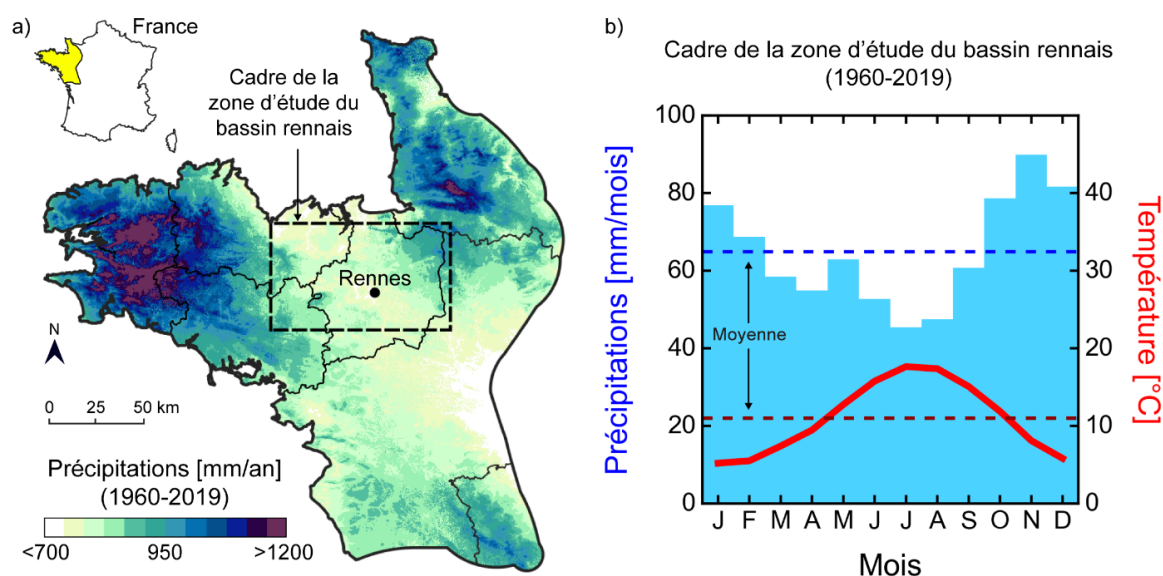 a)
France
Cadre de la
zone d'étude du
bassin rennais
Rennes
N
0 25 50 km
Précipitations [mm/an]
(1960-2019)
<700 950 >1200
b)
Cadre de la zone d'étude du bassin rennais
(1960-2019)
Précipitations [mm/mois]
100
80
60
40
20
0
Moyenne
Température [°C]
40
30
20
10
0
J F M A M J J A S O N D
Mois